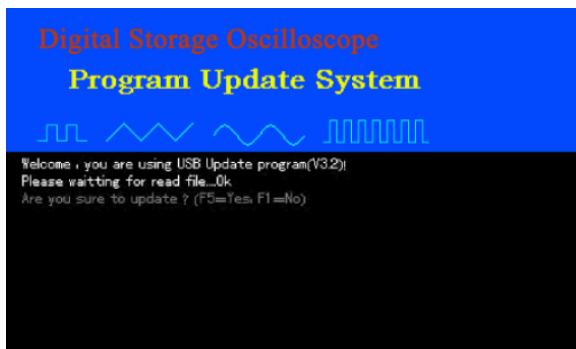 Digital Storage Oscilloscope
Program Update System
Welcome , you are using USB Update program(V3.2)!
Please waitting for read file...Ok
Are you sure to update ? (F5=Yes, F1=No)